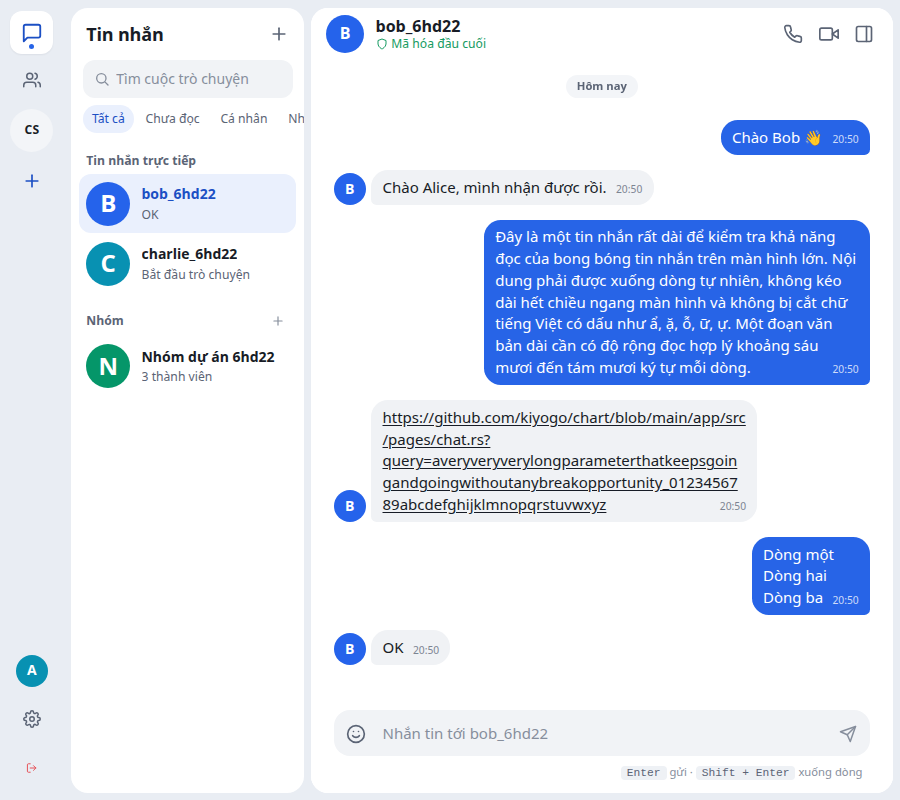 CS
A
Tin nhắn
Tìm cuộc trò chuyện
Tất cả
Chưa đọc
Cá nhân
Nh
Tin nhắn trực tiếp
B
bob_6hd22
OK
C
charlie_6hd22
Bắt đầu trò chuyện
Nhóm
N
Nhóm dự án 6hd22
3 thành viên
B
bob_6hd22
Mã hóa đầu cuối
Hôm nay
Chào Bob 👋 20:50
B
Chào Alice, mình nhận được rồi. 20:50
Đây là một tin nhắn rất dài để kiểm tra khả năng
đọc của bong bóng tin nhắn trên màn hình lớn. Nội
dung phải được xuống dòng tự nhiên, không kéo
dài hết chiều ngang màn hình và không bị cắt chữ
tiếng Việt có dấu như ẩ, ặ, ỗ, ữ, ự. Một đoạn văn
bản dài cần có độ rộng đọc hợp lý khoảng sáu
mươi đến tám mươi ký tự mỗi dòng. 20:50
https://github.com/kiyogo/chart/blob/main/app/src
/pages/chat.rs?
query=averyveryverylongparameterthatkeepsgoin
gandgoingwithoutanybreakopportunity_01234567
B
89abcdefghijklmnopqrstuvwxyz 20:50
Dòng một
Dòng hai
Dòng ba 20:50
B
OK 20:50
Nhắn tin tới bob_6hd22
Enter gửi · Shift + Enter xuống dòng